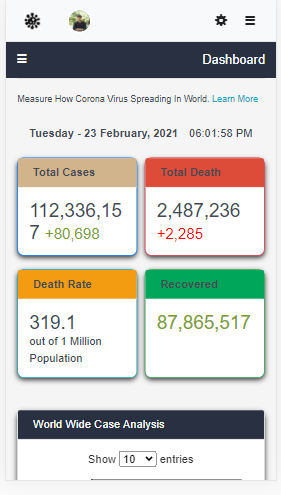 Dashboard
Measure How Corona Virus Spreading In World. Learn More
Tuesday - 23 February, 2021 06:01:58 PM
Total Cases
112,336,15
7 +80,698
Total Death
2,487,236
+2,285
Death Rate
319.1
out of 1 Million
Population
Recovered
87,865,517
World Wide Case Analysis
Show 10 entries